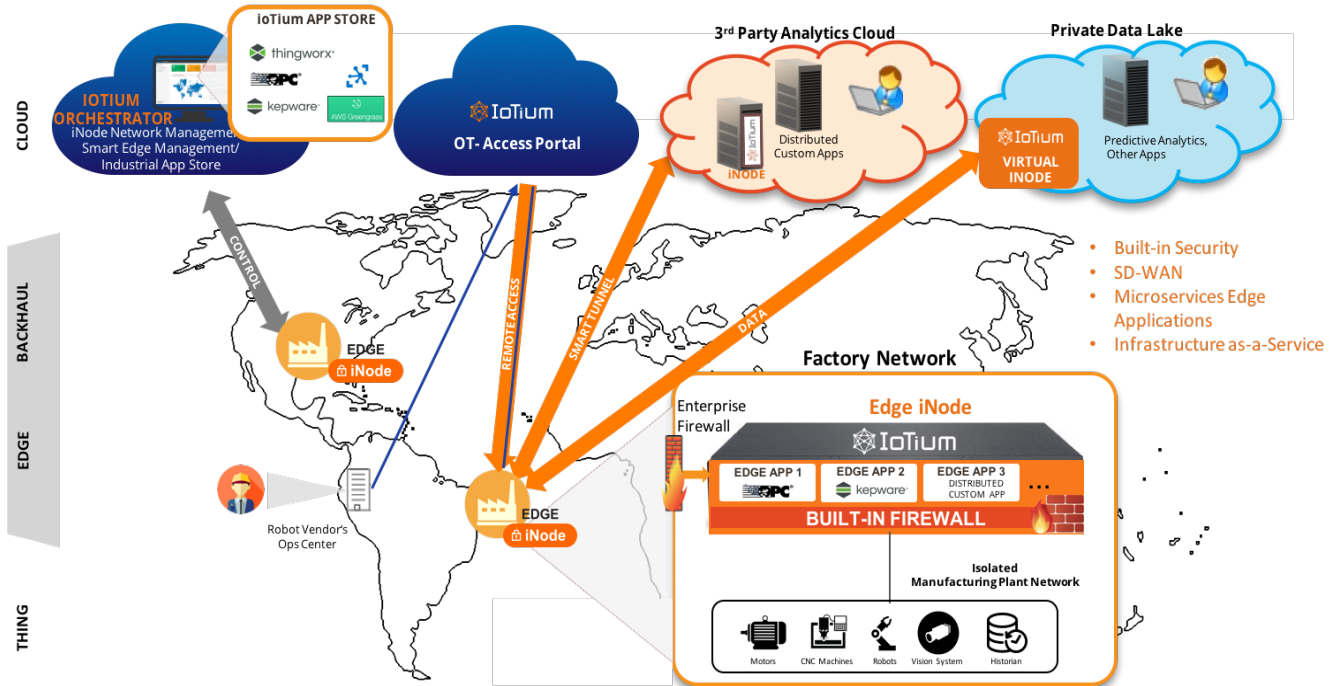 ioTium APP STORE
thingworx
OPC
kepware
AWS Greengrass
IOTIUM
ORCHESTRATOR
iNode Network Managemen
Smart Edge Management/
Industrial App Store
IoTium
OT- Access Portal
3rd Party Analytics Cloud
IoTium
iNODE
Distributed
Custom Apps
Private Data Lake
IoTium
VIRTUAL
INODE
Predictive Analytics,
Other Apps
CLOUD
BACKHAUL
EDGE
THING
CONTROL
REMOTE ACCESS
SMART TUNNEL
DATA
• Built-in Security
• SD-WAN
• Microservices Edge
Applications
• Infrastructure as-a-Service
EDGE
iNode
Robot Vendor's
Ops Center
EDGE
iNode
Factory Network
Enterprise
Firewall
Edge iNode
IoTium
EDGE APP 1
OPC
EDGE APP 2
kepware
EDGE APP 3
DISTRIBUTED
CUSTOM APP
...
BUILT-IN FIREWALL
Isolated
Manufacturing Plant Network
Motors
CNC Machines
Robots
Vision System
Historian